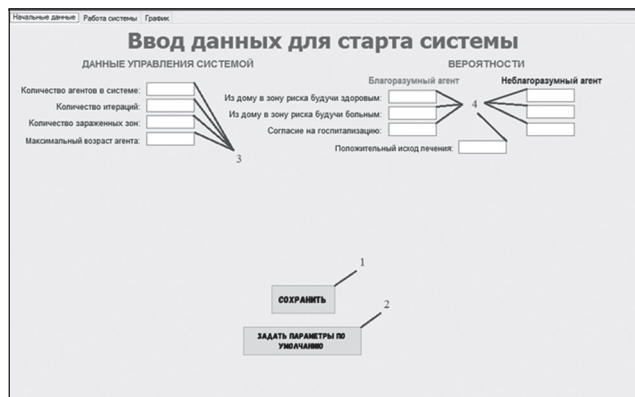 Начальные данные Работа системы График
Ввод данных для старта системы
ДАННЫЕ УПРАВЛЕНИЯ СИСТЕМОЙ
Количество агентов в системе:
Количество итераций:
Количество зараженных зон:
Максимальный возраст агента:
3
ВЕРОЯТНОСТИ
Благоразумный агент Неблагоразумный агент
Из дому в зону риска будучи здоровым:
Из дому в зону риска будучи больным:
Согласие на госпитализацию:
Положительный исход лечения:
4
1
СОХРАНИТЬ
2
ЗАДАТЬ ПАРАМЕТРЫ ПО
УМОЛЧАНИЮ